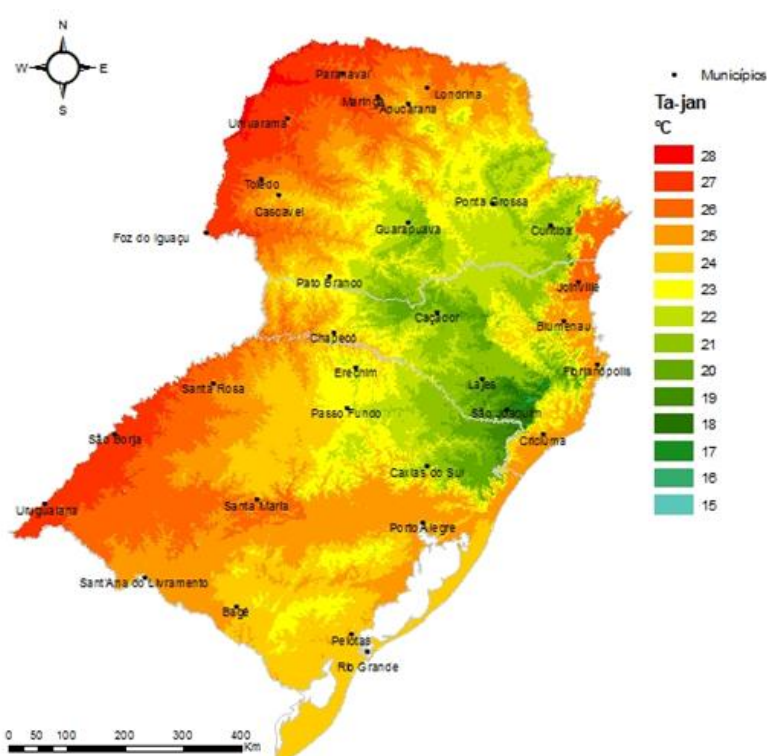 N
W E
S
Municípios
Ta-jan
ºC
28
27
26
25
24
23
22
21
20
19
18
17
16
15
Paranavaí
Londrina
Maringá
Apucarana
Umuarama
Toledo
Cascavel
Ponta Grossa
Guarapuava
Curitiba
Foz do Iguaçu
Pato Branco
Joinville
Caçador
Blumenau
Chapecó
Erechim
Florianópolis
Santa Rosa
Lajes
Passo Fundo
São Joaquim
São Borja
Criciúma
Caxias do Sul
Uruguaiana
Santa Maria
Porto Alegre
Sant'Ana do Livramento
Bagé
Pelotas
Rio Grande
0 50 100 200 300 400
Km